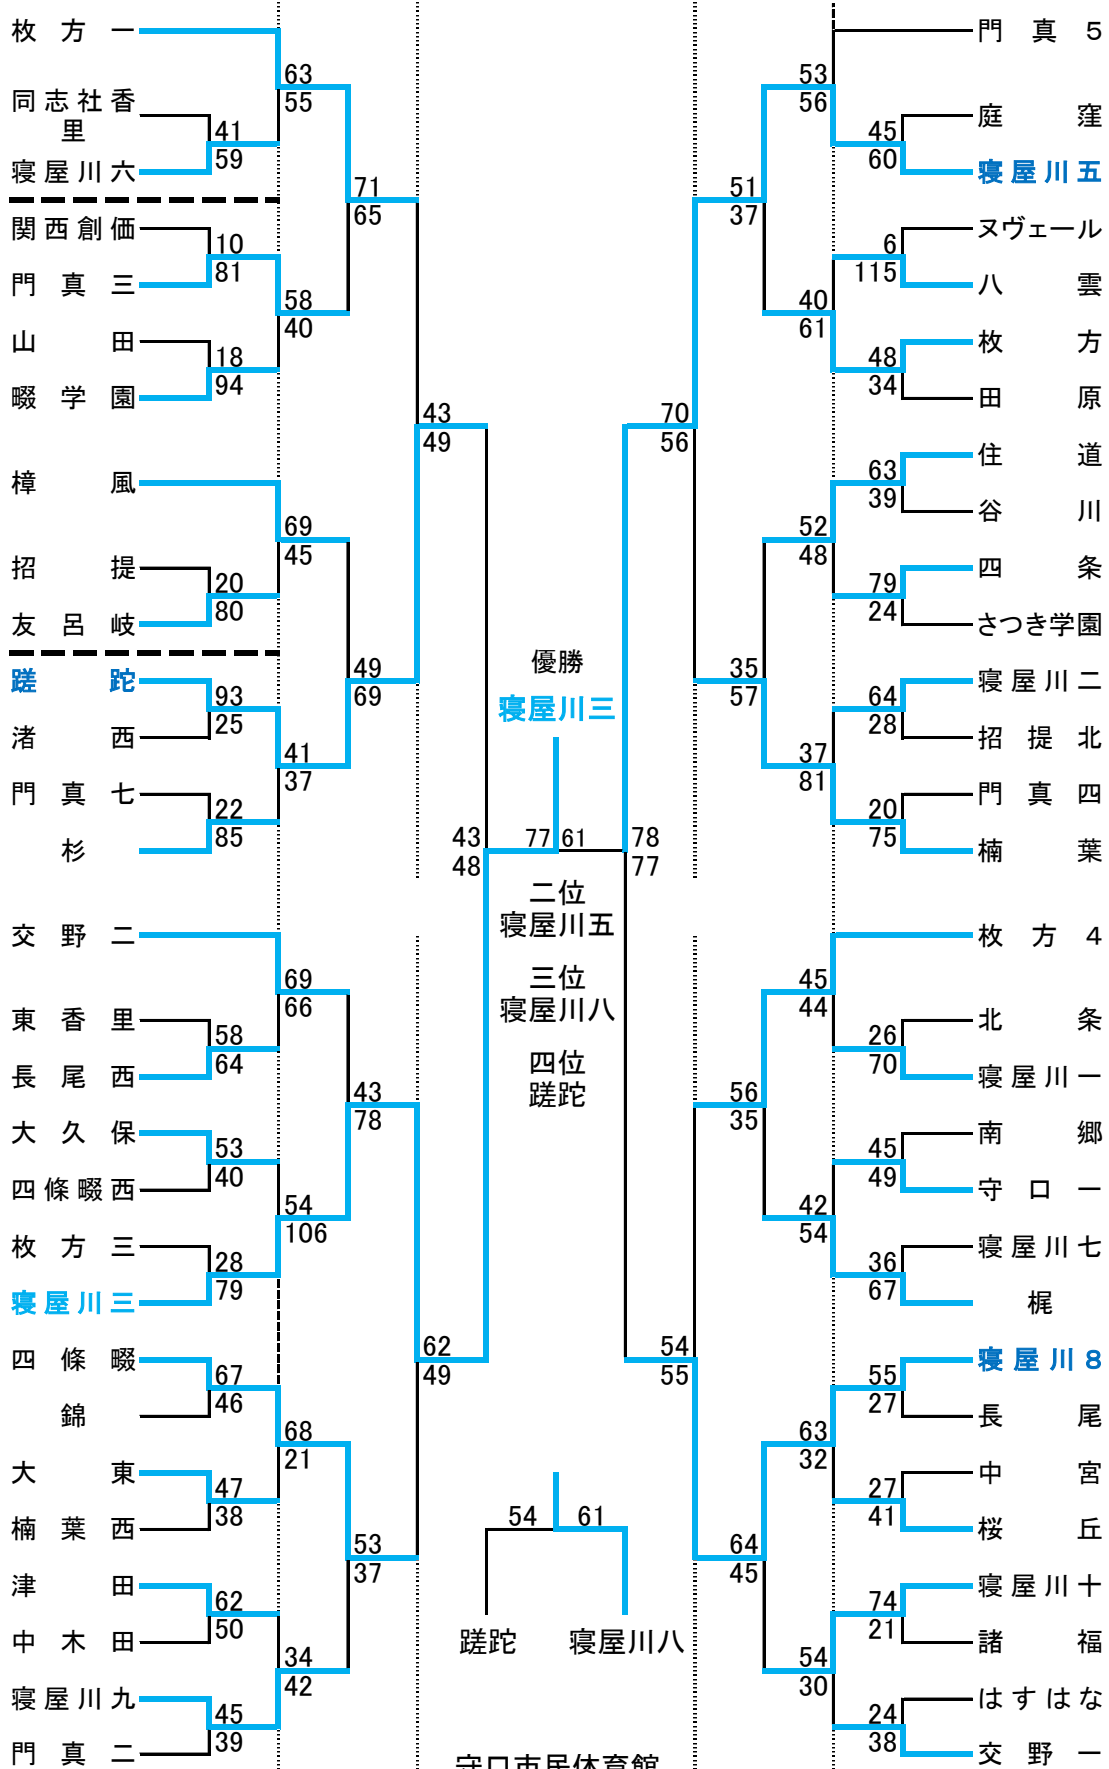 枚方一
63
55
同志社香
里
41
59
寝屋川六
71
65
関西創価
10
81
門真三
58
40
山田
18
94
畷学園
43
49
樟風
69
45
招提
20
80
友呂岐
49
69
蹉跎
93
25
渚西
41
37
門真七
22
85
杉
43
48
交野二
69
66
東香里
58
64
長尾西
43
78
大久保
53
40
四條畷西
54
106
枚方三
28
79
寝屋川三
62
49
四條畷
67
46
錦
68
21
大東
47
38
楠葉西
53
37
津田
62
50
中木田
34
42
寝屋川九
45
39
門真二
優勝
寝屋川三
77 61
二位
寝屋川五
三位
寝屋川八
四位
蹉跎
54 61
蹉跎 寝屋川八
守口市民体育館
門真5
53
56
庭窪
45
60
寝屋川五
51
37
ヌヴェール
6
115
八雲
40
61
枚方
48
34
田原
70
56
住道
63
39
谷川
52
48
四条
79
24
さつき学園
35
57
寝屋川二
64
28
招提北
37
81
門真四
20
75
楠葉
78
77
枚方4
45
44
北条
26
70
寝屋川一
56
35
南郷
45
49
守口一
42
54
寝屋川七
36
67
梶
54
55
寝屋川8
55
27
長尾
63
32
中宮
27
41
桜丘
64
45
寝屋川十
74
21
諸福
54
30
はすはな
24
38
交野一